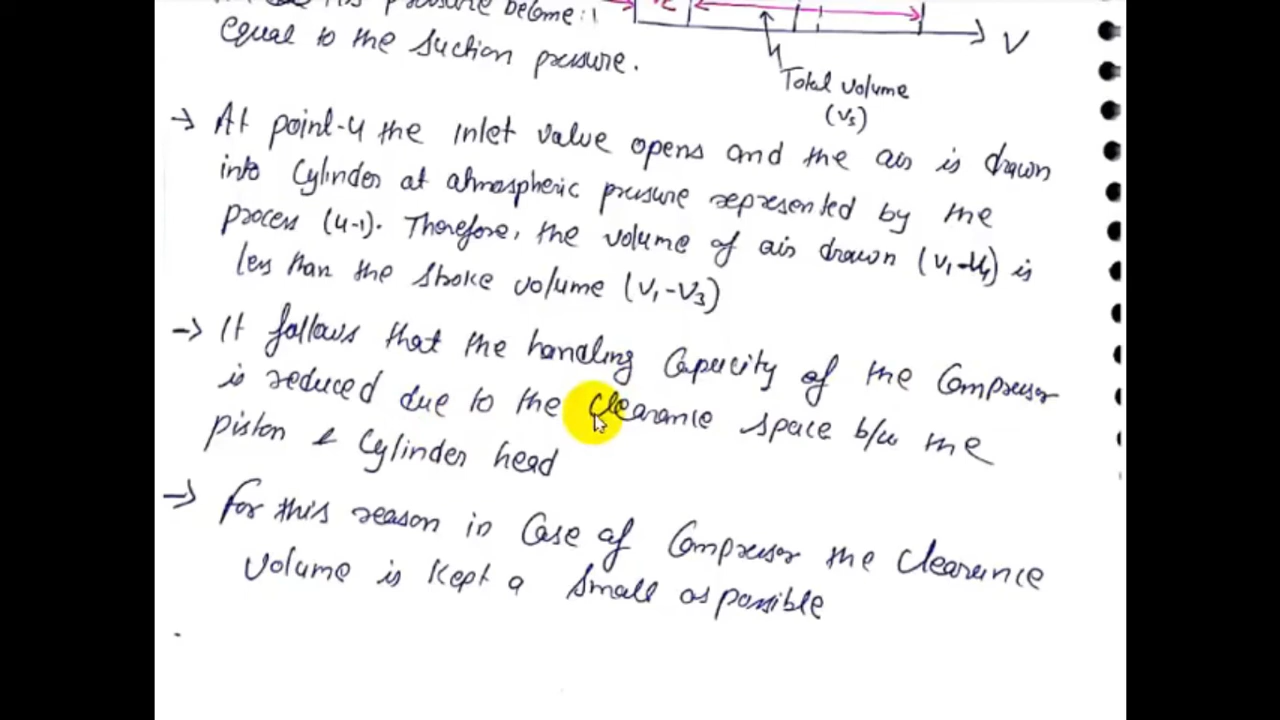 pressure become
equal to the suction pressure.
V
Total volume
(Vs)
→ At point-4 the inlet valve opens and the air is drawn
into Cylinder at atmospheric pressure represented by the
process (4-1). Therefore, the volume of air drawn (V1-V4) is
less than the stroke volume (V1-V3)
→ It follows that the handling Capacity of the Compressor
is reduced due to the clearance space b/w the
piston & Cylinder head
→ For this reason in Case of Compressor the Clearance
volume is kept a small as possible